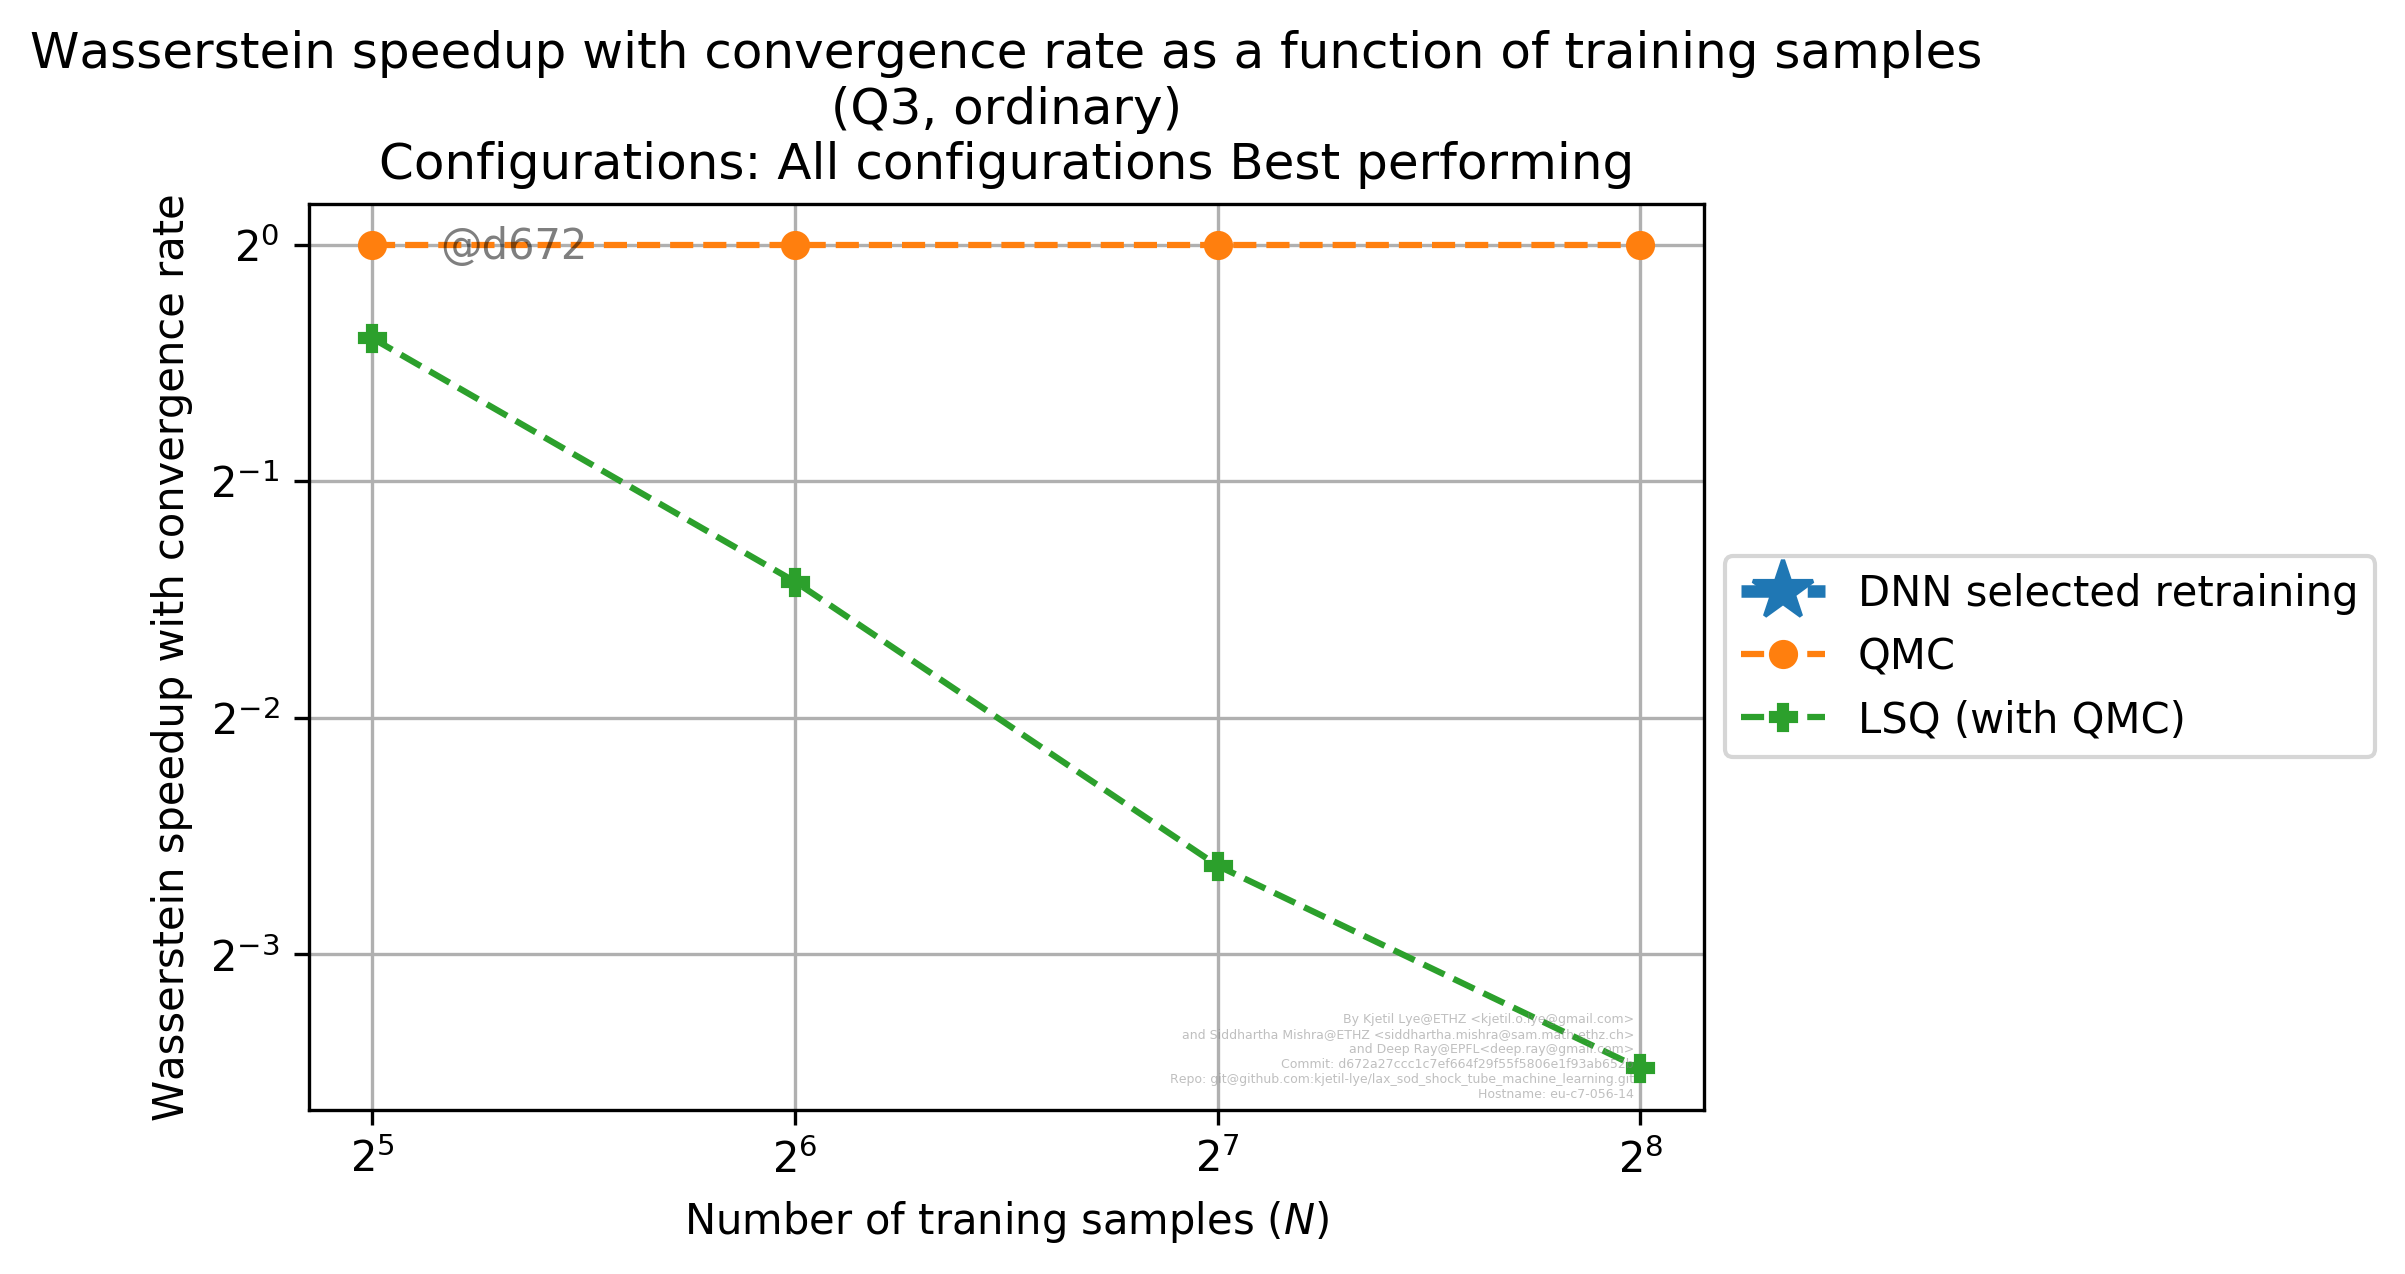 Wasserstein speedup with convergence rate as a function of training samples
(Q3, ordinary)
Configurations: All configurations Best performing
Wasserstein speedup with convergence rate
2⁰
2⁻¹
2⁻²
2⁻³
@d672
By Kjetil Lye@ETHZ <kjetil.o.lye@gmail.com>
and Siddhartha Mishra@ETHZ <siddhartha.mishra@sam.math.ethz.ch>
and Deep Ray@EPFL<deep.ray@gmail.com>
Commit:
Repo: git@github.com:kjetil-lye/lax_sod_shock_tube_machine_learning.git
Hostname: eu-c7-056-14
2⁵ 2⁶ 2⁷ 2⁸
Number of traning samples (N)
DNN selected retraining
QMC
LSQ (with QMC)